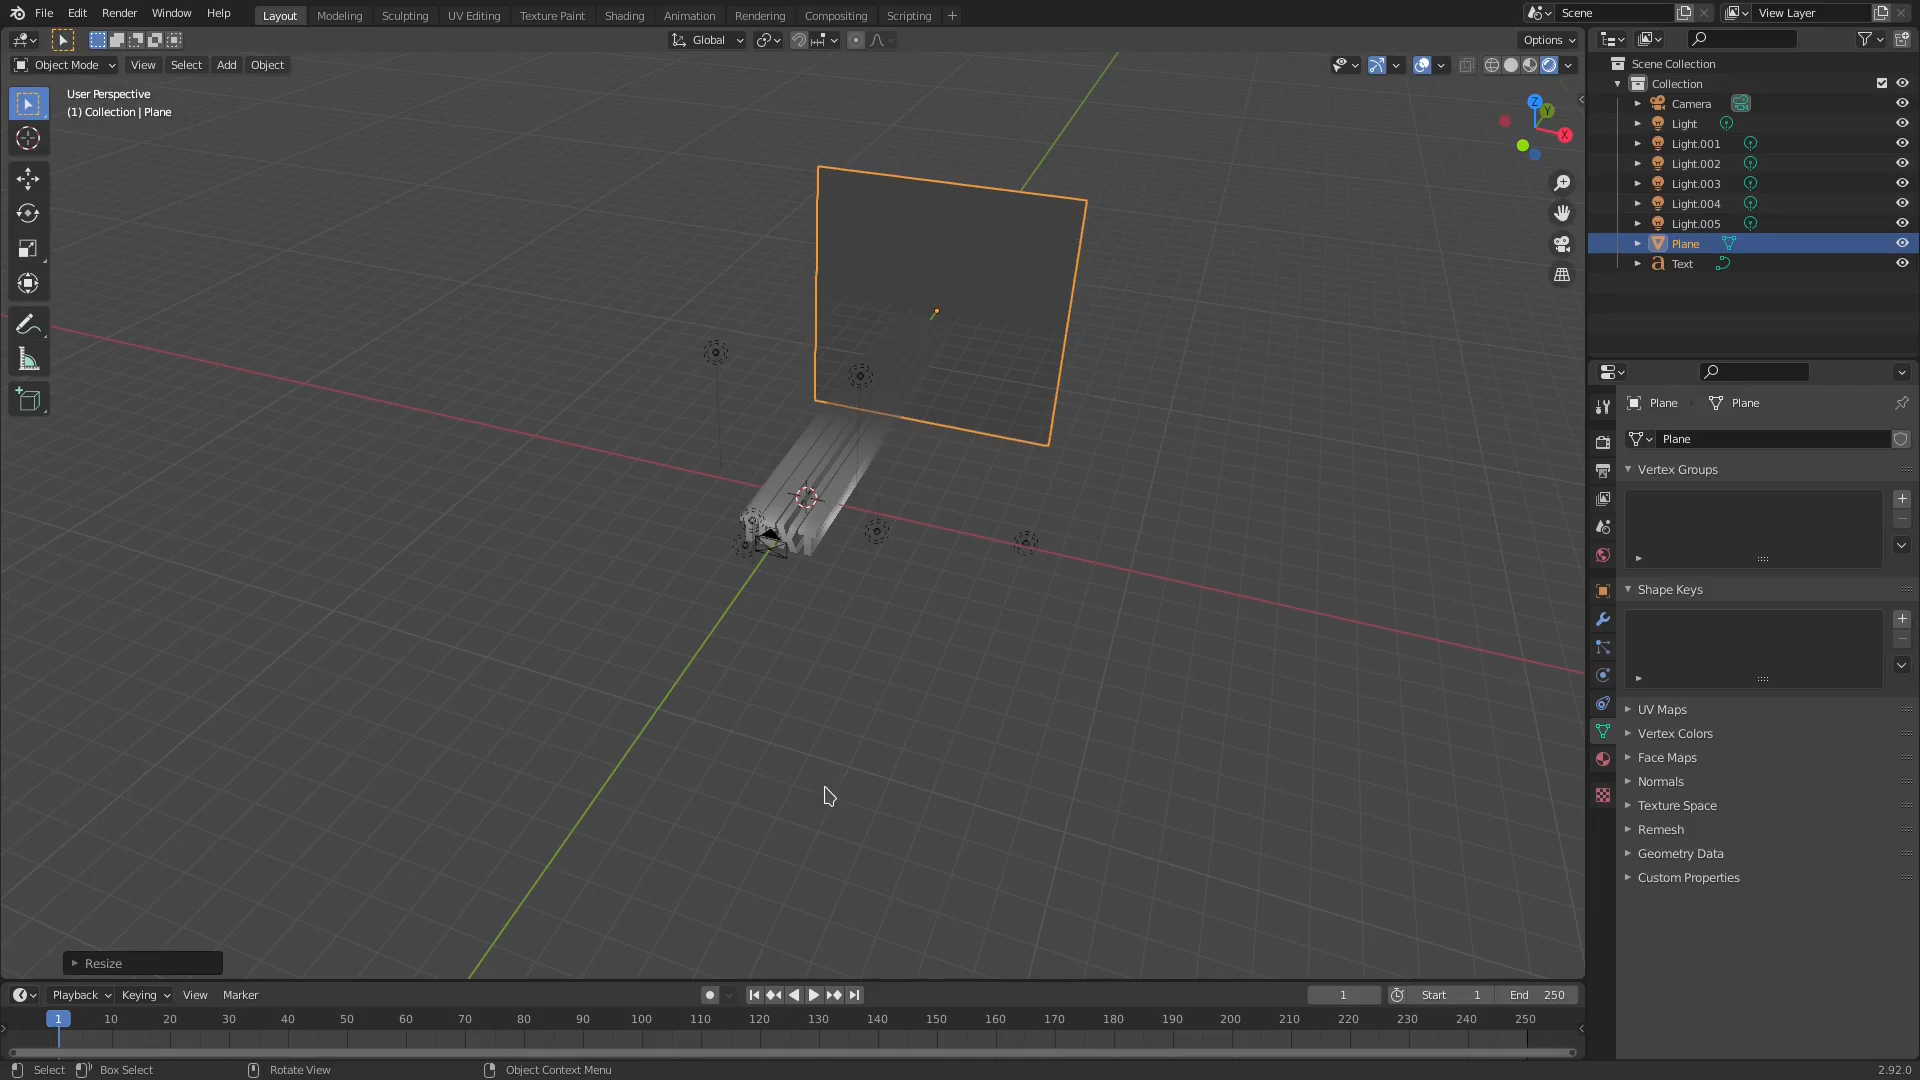 File Edit Render Window Help
Layout Modeling Sculpting UV Editing Texture Paint Shading Animation Rendering Compositing Scripting +
Scene
View Layer
Global
Options
Object Mode View Select Add Object
User Perspective
(1) Collection | Plane
Z
Y
X
Scene Collection
Collection
Camera
Light
Light.001
Light.002
Light.003
Light.004
Light.005
Plane
Text
Plane Plane
Plane
Vertex Groups
Shape Keys
UV Maps
Vertex Colors
Face Maps
Normals
Texture Space
Remesh
Geometry Data
Custom Properties
Resize
Playback Keying View Marker
1
Start 1
End 250
1 10 20 30 40 50 60 70 80 90 100 110 120 130 140 150 160 170 180 190 200 210 220 230 240 250
Select Box Select Rotate View Object Context Menu
2.92.0